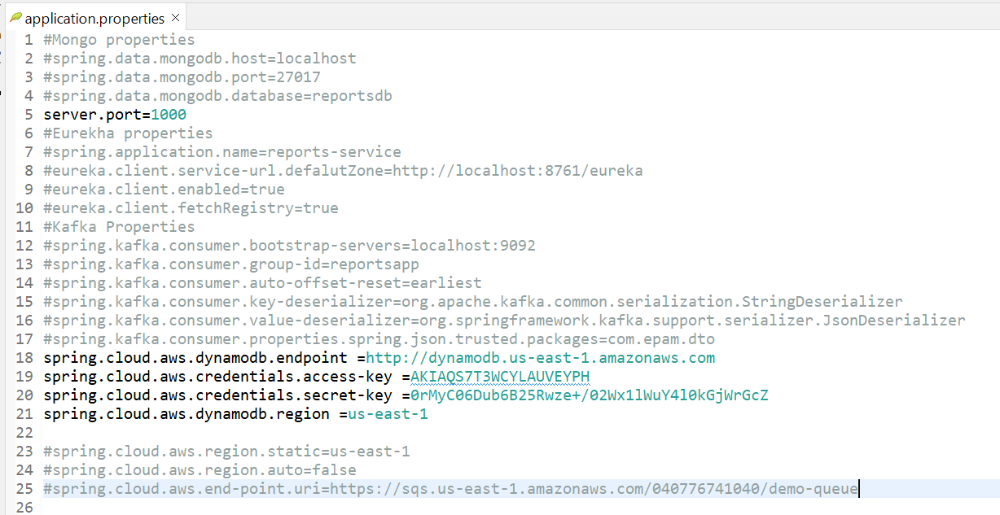 application.properties
1 #Mongo properties
2 #spring.data.mongodb.host=localhost
3 #spring.data.mongodb.port=27017
4 #spring.data.mongodb.database=reportsdb
5 server.port=1000
6 #Eurekha properties
7 #spring.application.name=reports-service
8 #eureka.client.service-url.defalutZone=http://localhost:8761/eureka
9 #eureka.client.enabled=true
10 #eureka.client.fetchRegistry=true
11 #Kafka Properties
12 #spring.kafka.consumer.bootstrap-servers=localhost:9092
13 #spring.kafka.consumer.group-id=reportsapp
14 #spring.kafka.consumer.auto-offset-reset=earliest
15 #spring.kafka.consumer.key-deserializer=org.apache.kafka.common.serialization.StringDeserializer
16 #spring.kafka.consumer.value-deserializer=org.springframework.kafka.support.serializer.JsonDeserializer
17 #spring.kafka.consumer.properties.spring.json.trusted.packages=com.epam.dto
18 spring.cloud.aws.dynamodb.endpoint =http://dynamodb.us-east-1.amazonaws.com
19 spring.cloud.aws.credentials.access-key =AKIAQS7T3WCYLAUVEYPH
20 spring.cloud.aws.credentials.secret-key =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
21 spring.cloud.aws.dynamodb.region =us-east-1
22
23 #spring.cloud.aws.region.static=us-east-1
24 #spring.cloud.aws.region.auto=false
25 #spring.cloud.aws.end-point.uri=https://sqs.us-east-1.amazonaws.com/040776741040/demo-queue
26